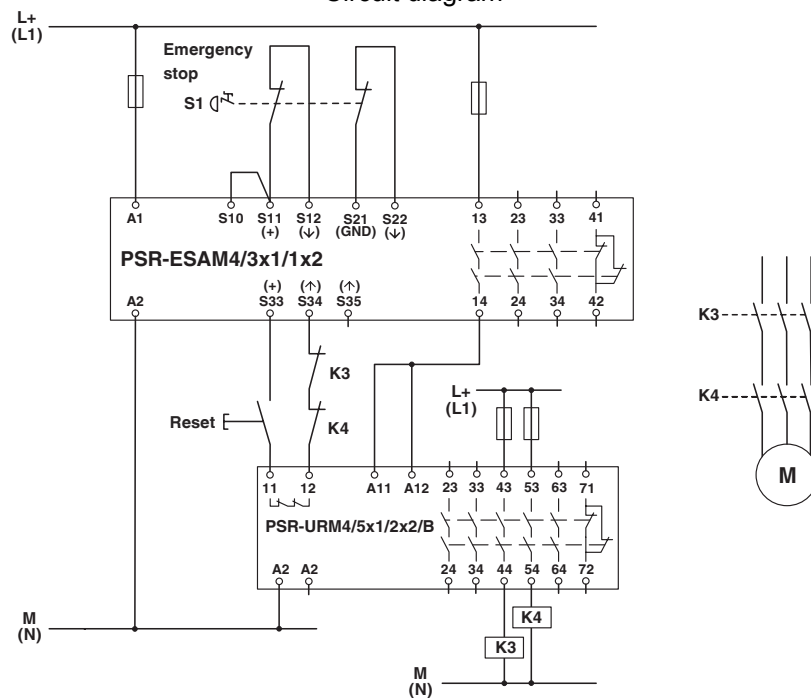 Circuit diagram
L+
(L1)
Emergency
stop
S1
A1 S10 S11 S12 S21 S22 13 23 33 41
(+) (↓) (GND) (↓)
PSR-ESAM4/3x1/1x2
(+) (↑) (↑)
A2 S33 S34 S35 14 24 34 42
K3
K3
L+
(L1)
K4
Reset K4
M
11 12 A11 A12 23 33 43 53 63 71
PSR-URM4/5x1/2x2/B
A2 A2 24 34 44 54 64 72
K4
M
(N)
K3
M
(N)